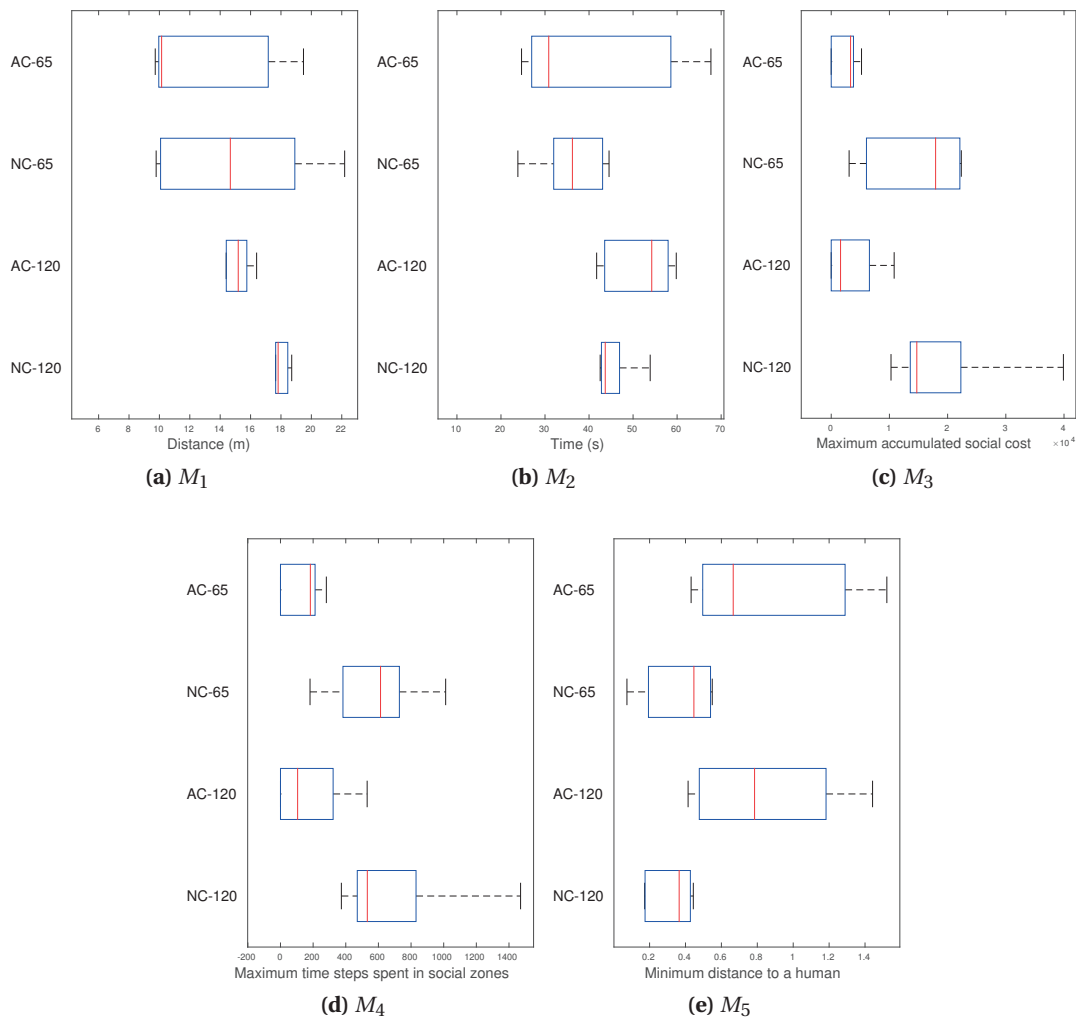 AC-65
NC-65
AC-120
NC-120
6 8 10 12 14 16 18 20 22
Distance (m)
(a) M1
AC-65
NC-65
AC-120
NC-120
10 20 30 40 50 60 70
Time (s)
(b) M2
AC-65
NC-65
AC-120
NC-120
0 1 2 3 4
Maximum accumulated social cost ×10^4
(c) M3
AC-65
NC-65
AC-120
NC-120
-200 0 200 400 600 800 1000 1200 1400
Maximum time steps spent in social zones
(d) M4
AC-65
NC-65
AC-120
NC-120
0.2 0.4 0.6 0.8 1 1.2 1.4
Minimum distance to a human
(e) M5